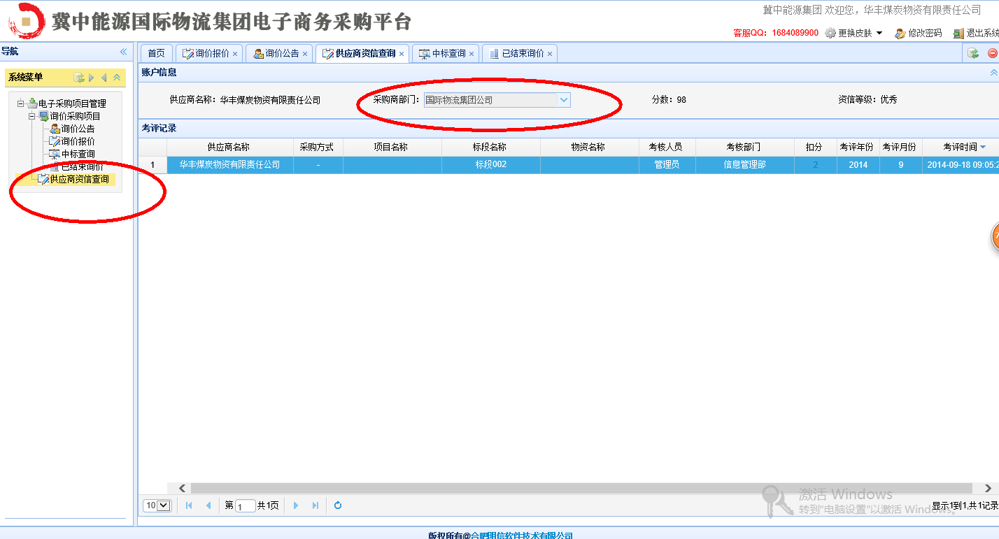 冀中能源国际物流集团电子商务采购平台
冀中能源集团 欢迎您，华丰煤炭物资有限责任公司
客服QQ：1684089900 更换皮肤 修改密码 退出系统
导航
首页 询价报价 询价公告 供应商资信查询 中标查询 已结束询价
系统菜单
电子采购项目管理
询价采购项目
询价公告
询价报价
中标查询
已结束询价
供应商资信查询
账户信息
供应商名称：华丰煤炭物资有限责任公司 采购商部门：国际物流集团公司 分数：98 资信等级：优秀
考评记录
供应商名称 采购方式 项目名称 标段名称 物资名称 考核人员 考核部门 扣分 考评年份 考评月份 考评时间
1 华丰煤炭物资有限责任公司 - 标段002 管理员 信息管理部 2 2014 9 2014-09-18 09:05:2
7
10 第 1 共1页
激活 Windows
转到"电脑设置"以激活 Windows。
显示1到1,共1记录
版权所有@合肥明信软件技术有限公司